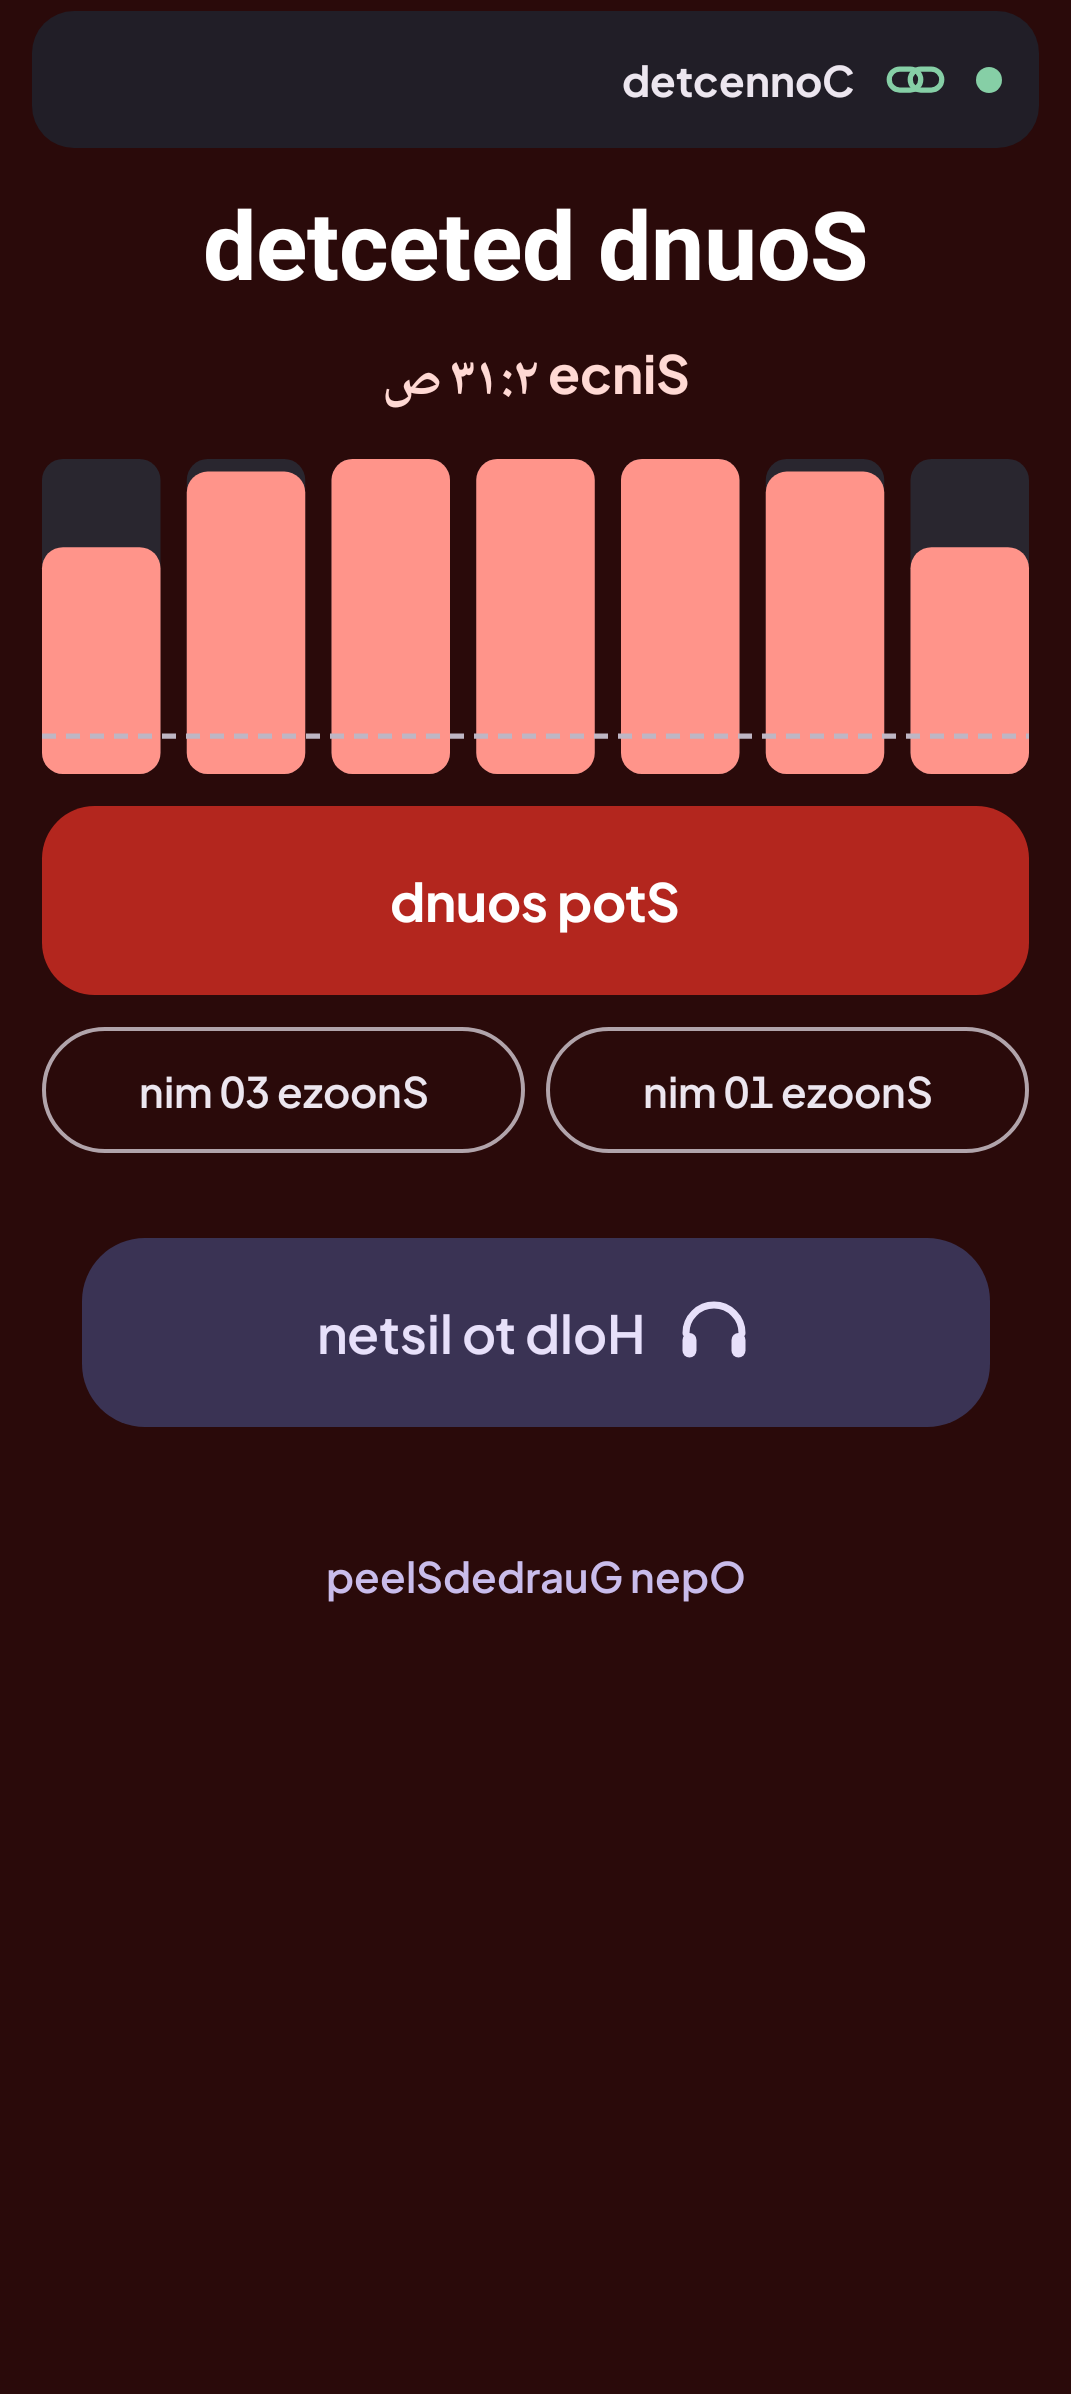 detcennoC
detceted dnuoS
ص ٣١:٢ ecniS
dnuos potS
nim 01 ezoonS
nim 03 ezoonS
netsil ot dloH
peelSdedrauG nepO